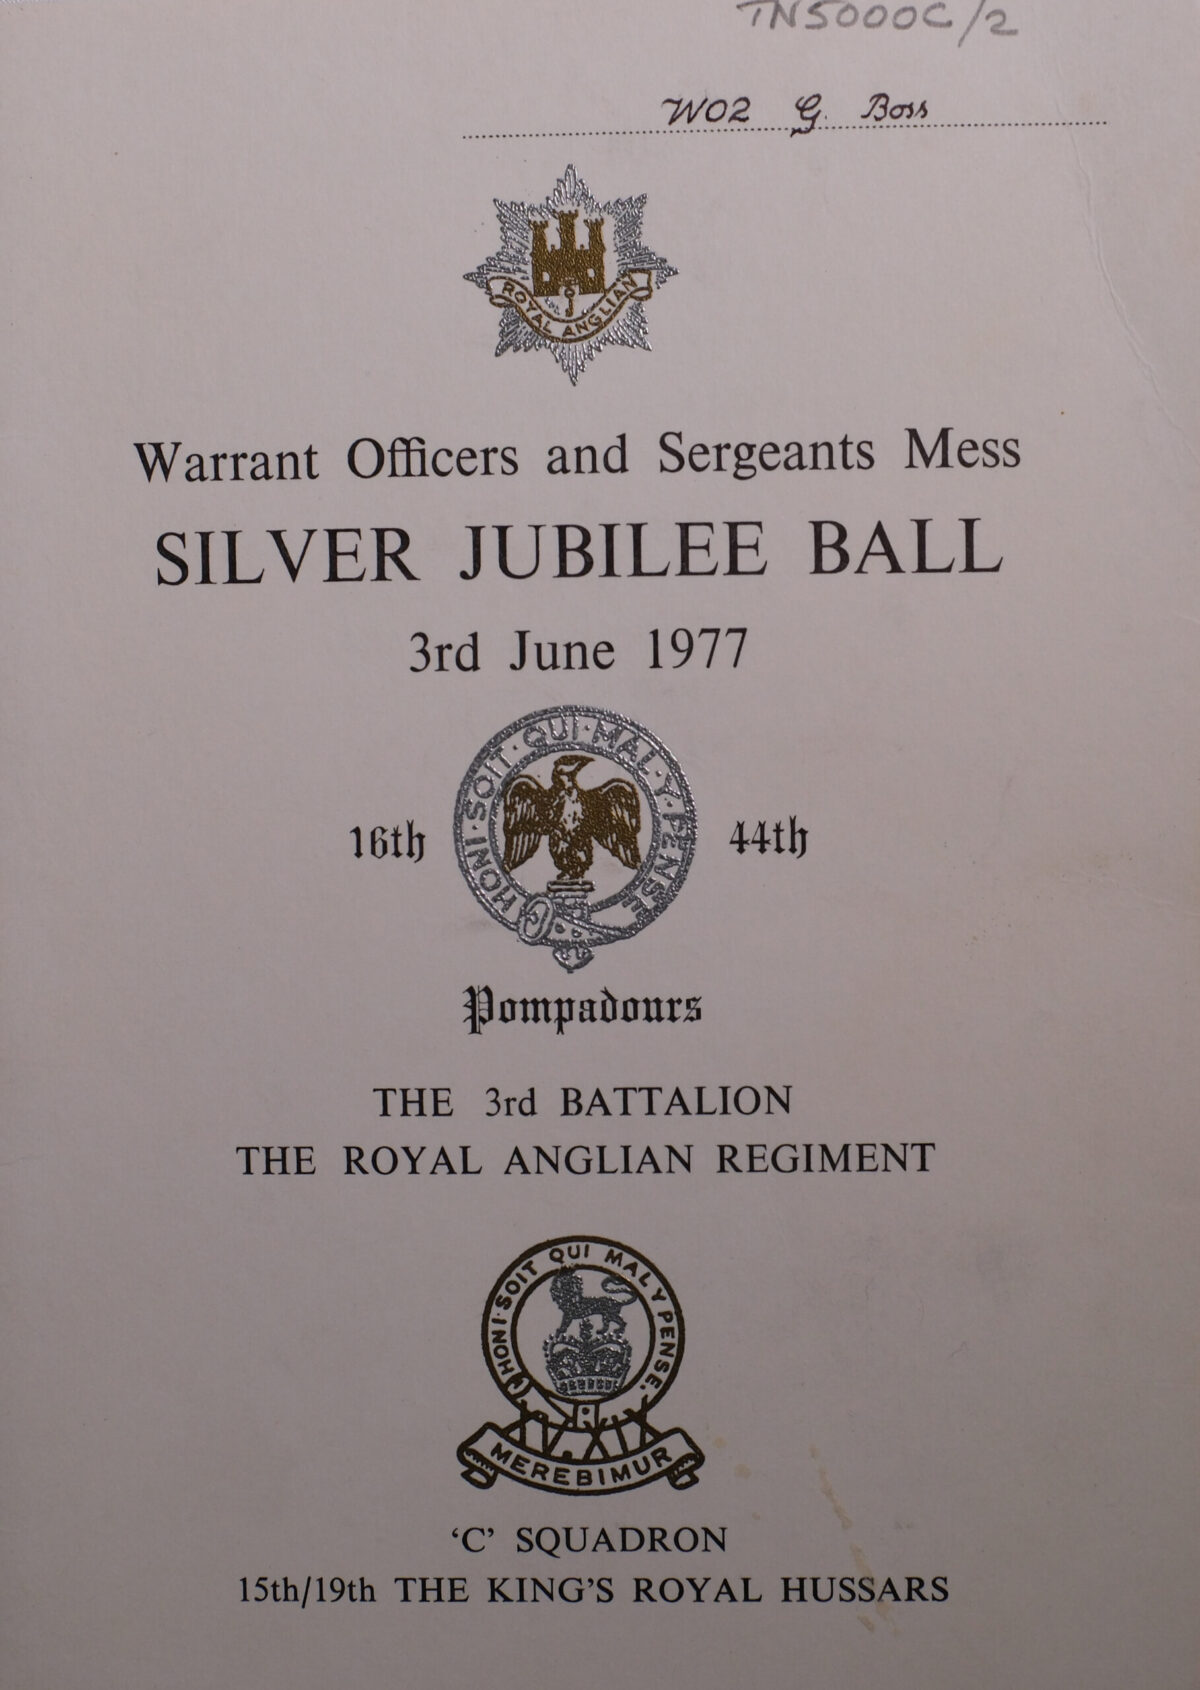 TN5000C/2
WO2 G. Boss
ROYAL ANGLIAN
Warrant Officers and Sergeants Mess
SILVER JUBILEE BALL
3rd June 1977
HONI·SOIT·QUI·MAL·Y·PENSE
16th 44th
Pompadours
THE 3rd BATTALION
THE ROYAL ANGLIAN REGIMENT
HONI·SOIT QUI MAL Y PENSE.
XV XIX
MEREBIMUR
‘C’ SQUADRON
15th/19th THE KING’S ROYAL HUSSARS